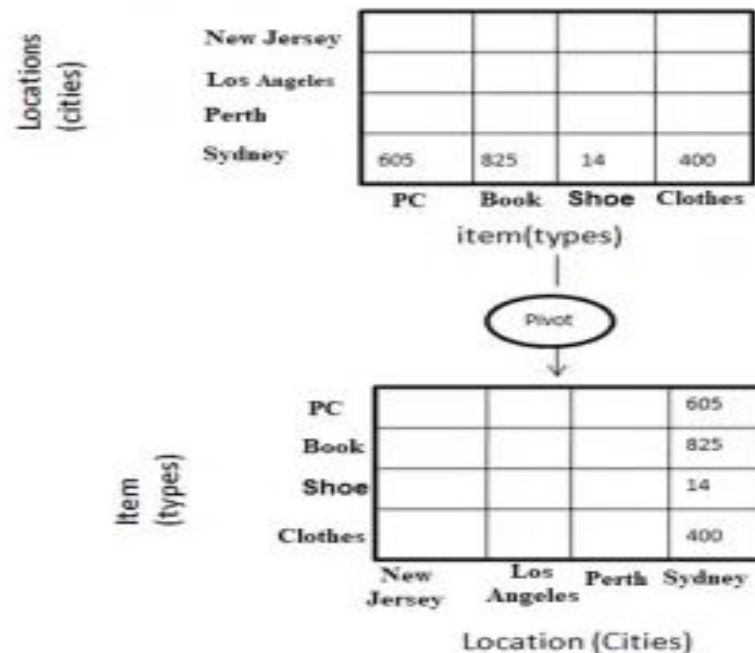 Locations
(cities)
New Jersey
Los Angeles
Perth
Sydney 605 825 14 400
PC Book Shoe Clothes
item(types)
Pivot
Item
(types)
PC 605
Book 825
Shoe 14
Clothes 400
New Los Perth Sydney
Jersey Angeles
Location (Cities)